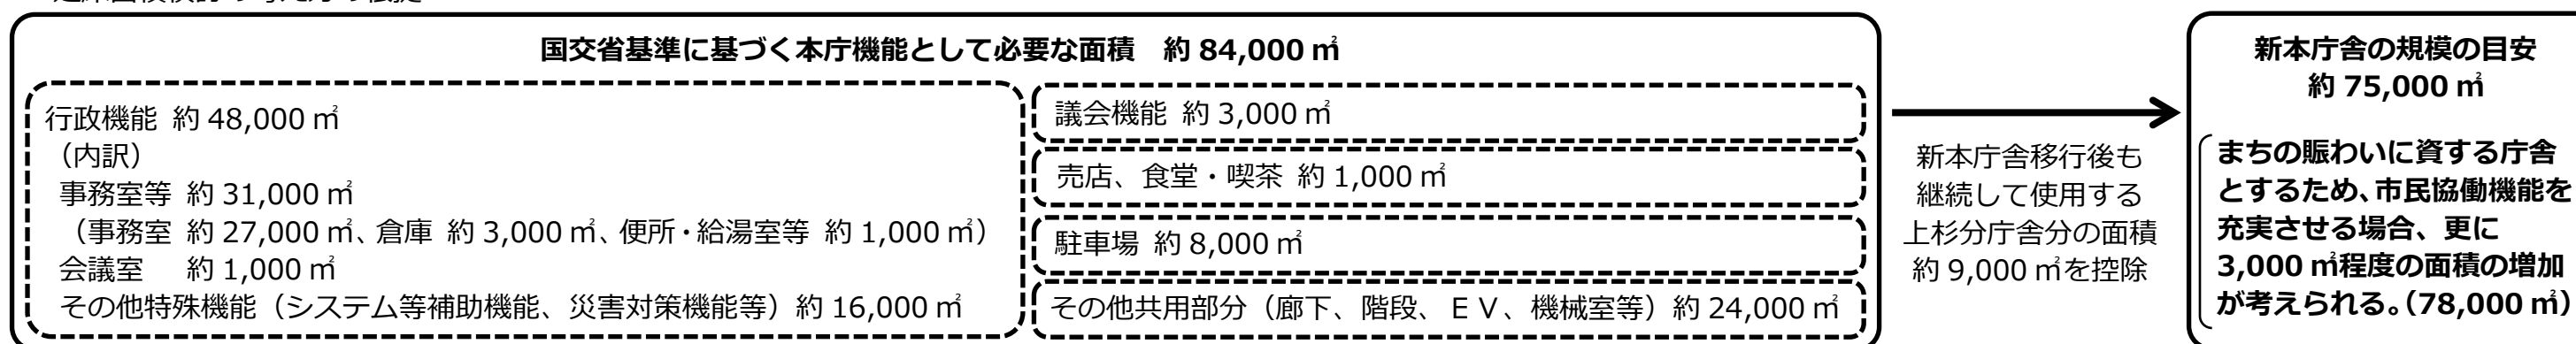 国交省基準に基づく本庁機能として必要な面積 約 84,000 ㎡
行政機能 約 48,000 ㎡
（内訳）
事務室等 約 31,000 ㎡
（事務室 約 27,000 ㎡、倉庫 約 3,000 ㎡、便所・給湯室等 約 1,000 ㎡）
会議室 約 1,000 ㎡
その他特殊機能（システム等補助機能、災害対策機能等）約 16,000 ㎡
議会機能 約 3,000 ㎡
売店、食堂・喫茶 約 1,000 ㎡
駐車場 約 8,000 ㎡
その他共用部分（廊下、階段、ＥＶ、機械室等）約 24,000 ㎡
新本庁舎移行後も
継続して使用する
上杉分庁舎分の面積
約 9,000 ㎡を控除
新本庁舎の規模の目安
約 75,000 ㎡
まちの賑わいに資する庁舎
とするため、市民協働機能を
充実させる場合、更に
3,000 ㎡程度の面積の増加
が考えられる。（78,000 ㎡）